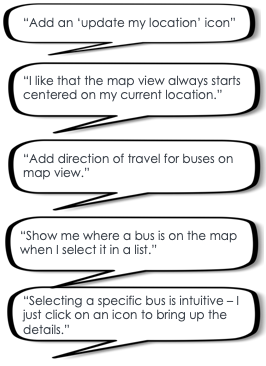 “Add an ‘update my location’ icon”
“I like that the map view always starts
centered on my current location.”
“Add direction of travel for buses on
map view.”
“Show me where a bus is on the map
when I select it in a list.”
“Selecting a specific bus is intuitive – I
just click on an icon to bring up the
details.”